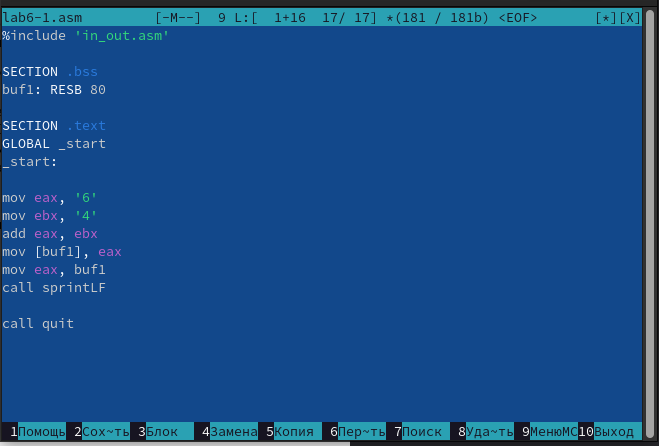 lab6-1.asm [-M--] 9 L:[ 1+16 17/ 17] *(181 / 181b) <EOF> [*][X]
%include 'in_out.asm'
SECTION .bss
buf1: RESB 80
SECTION .text
GLOBAL _start
_start:
mov eax, '6'
mov ebx, '4'
add eax, ebx
mov [buf1], eax
mov eax, buf1
call sprintLF
call quit
1Помощь 2Сох~ть 3Блок 4Замена 5Копия 6Пер~ть 7Поиск 8Уда~ть 9МенюМС 10Выход